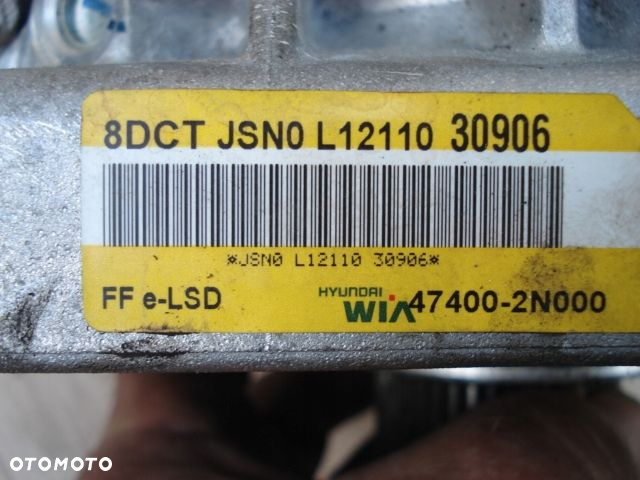 8DCT JSN0 L12110 30906
*JSN0 L12110 30906*
FF e-LSD HYUNDAI WIA 47400-2N000
OTOMOTO